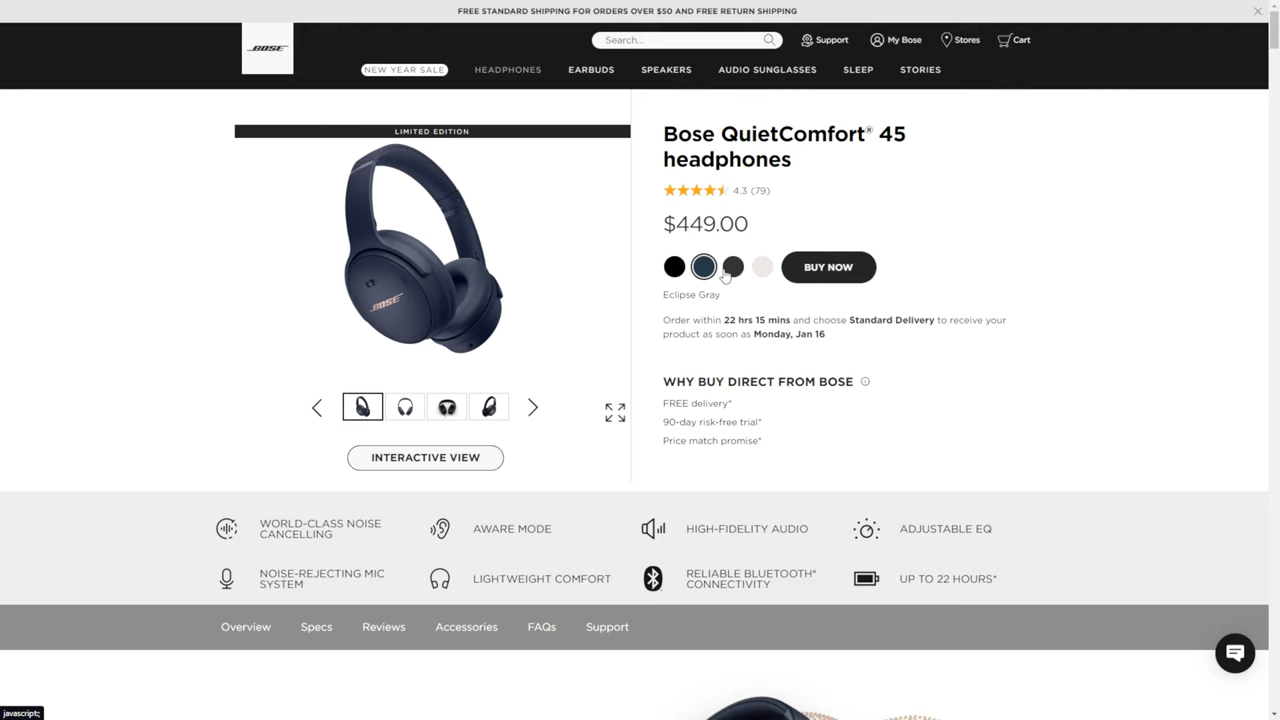 FREE STANDARD SHIPPING FOR ORDERS OVER $50 AND FREE RETURN SHIPPING
BOSE
Search...
Support
My Bose
Stores
Cart
NEW YEAR SALE
HEADPHONES
EARBUDS
SPEAKERS
AUDIO SUNGLASSES
SLEEP
STORIES
LIMITED EDITION
BOSE
INTERACTIVE VIEW
Bose QuietComfort® 45
headphones
4.3 (79)
$449.00
BUY NOW
Eclipse Gray
Order within 22 hrs 15 mins and choose Standard Delivery to receive your
product as soon as Monday, Jan 16
WHY BUY DIRECT FROM BOSE
FREE delivery*
90-day risk-free trial*
Price match promise*
WORLD-CLASS NOISE
CANCELLING
AWARE MODE
HIGH-FIDELITY AUDIO
ADJUSTABLE EQ
NOISE-REJECTING MIC
SYSTEM
LIGHTWEIGHT COMFORT
RELIABLE BLUETOOTH*
CONNECTIVITY
UP TO 22 HOURS*
Overview
Specs
Reviews
Accessories
FAQs
Support
javascript:;